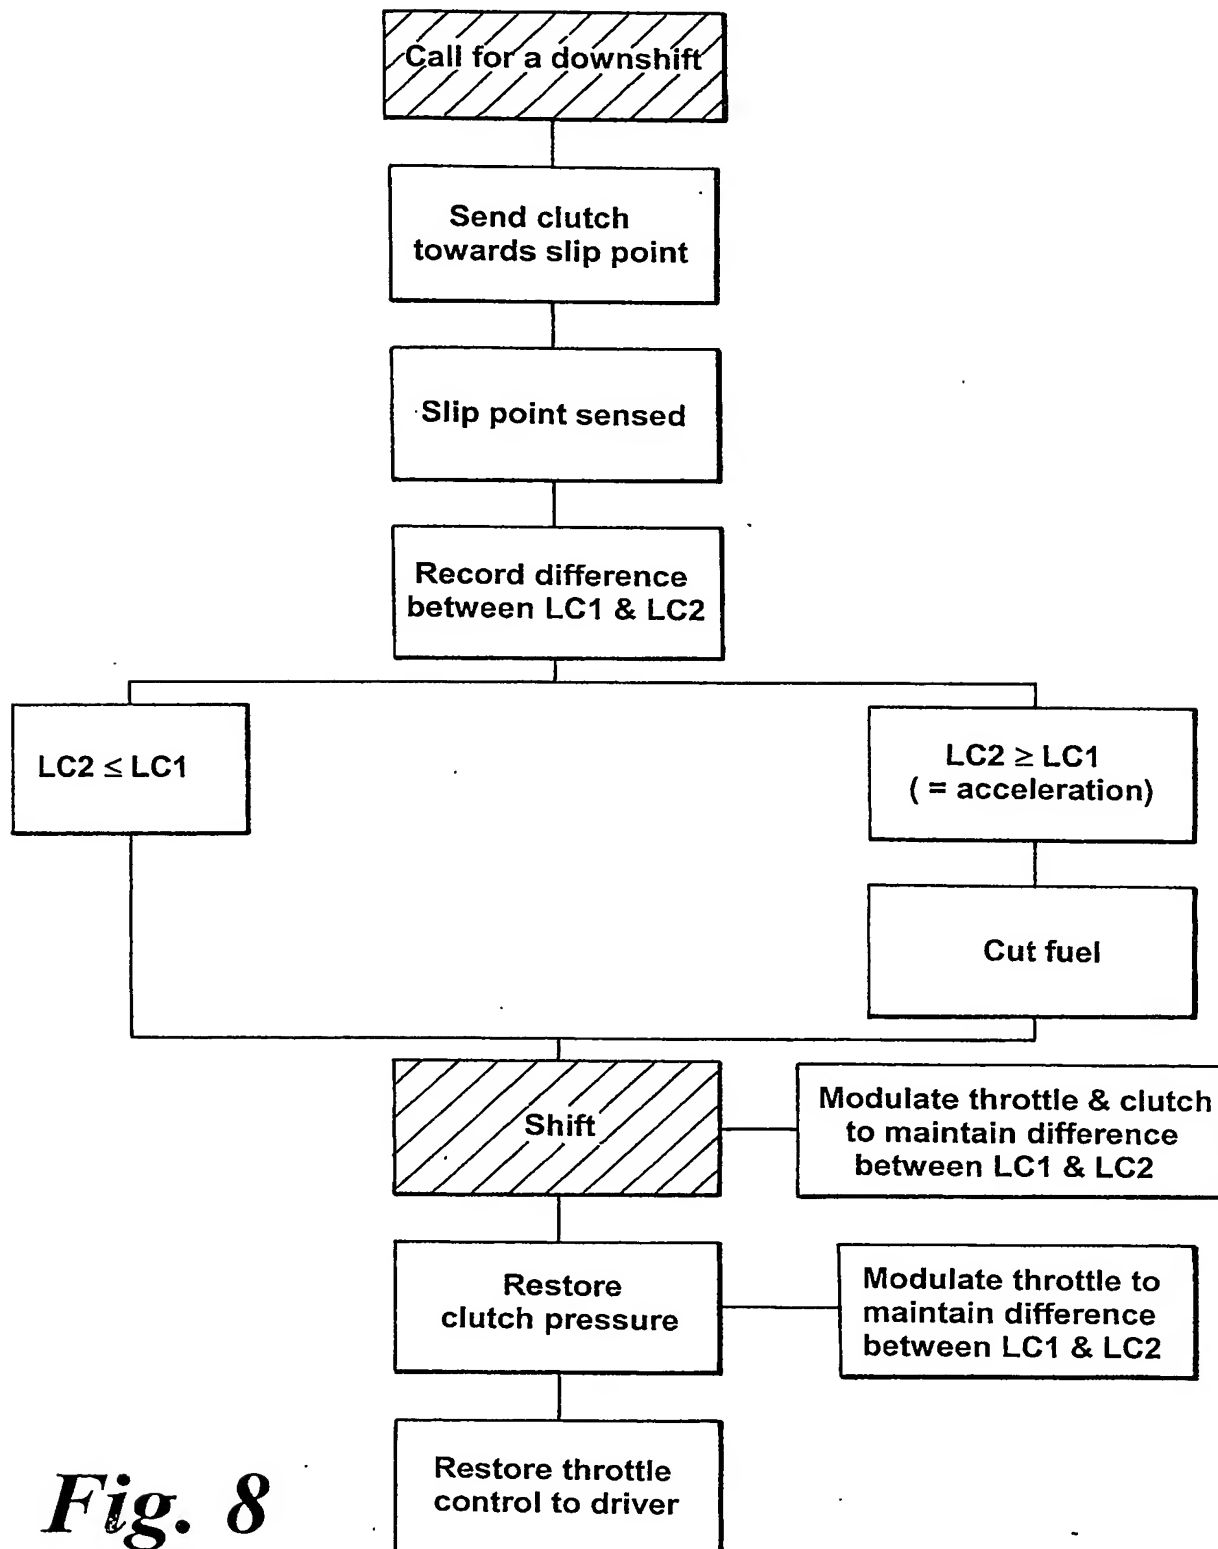 Call for a downshift
Send clutch
towards slip point
Slip point sensed
Record difference
between LC1 & LC2
LC2 ≤ LC1
LC2 ≥ LC1
( = acceleration)
Cut fuel
Shift
Modulate throttle & clutch
to maintain difference
between LC1 & LC2
Restore
clutch pressure
Modulate throttle to
maintain difference
between LC1 & LC2
Restore throttle
control to driver
Fig. 8